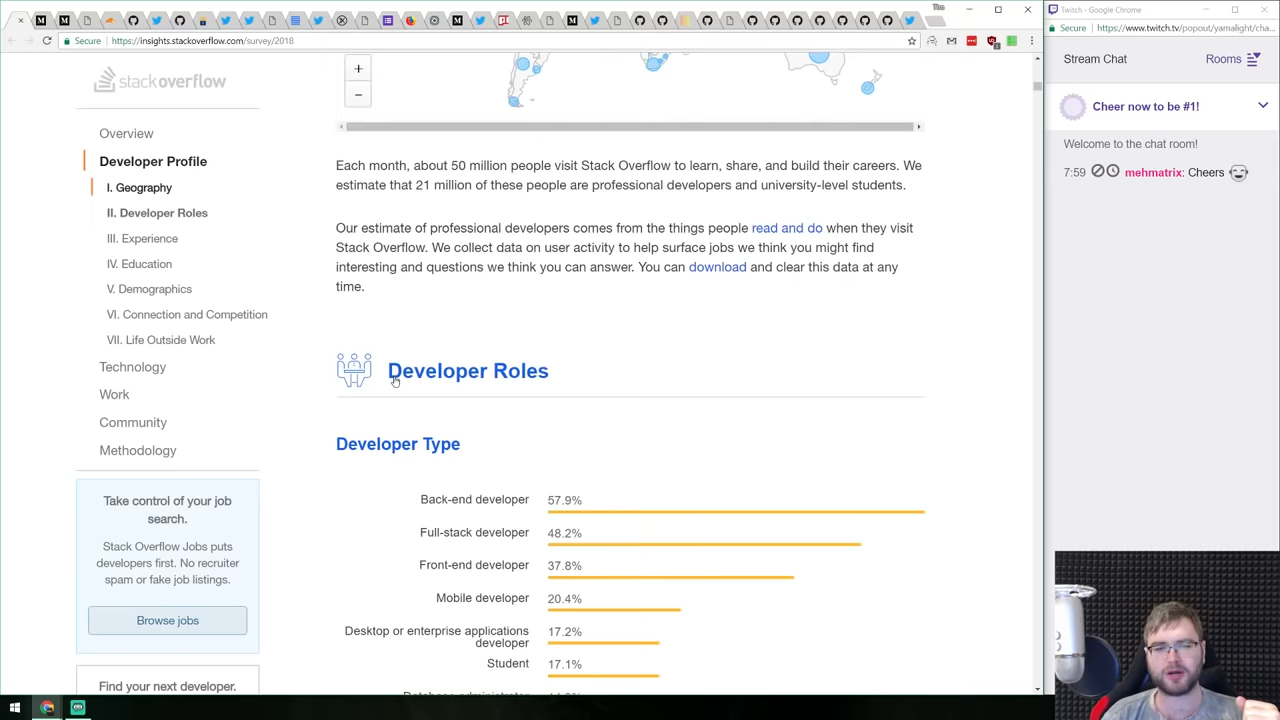 Secure
https://insights.stackoverflow.com/survey/2018
Twitch - Google Chrome
Secure
https://www.twitch.tv/popout/yamalight/cha
stackoverflow
Overview
Developer Profile
I. Geography
II. Developer Roles
III. Experience
IV. Education
V. Demographics
VI. Connection and Competition
VII. Life Outside Work
Technology
Work
Community
Methodology
Take control of your job
search.
Stack Overflow Jobs puts
developers first. No recruiter
spam or fake job listings.
Browse jobs
Find your next developer.
+
−
Each month, about 50 million people visit Stack Overflow to learn, share, and build their careers. We
estimate that 21 million of these people are professional developers and university-level students.
Our estimate of professional developers comes from the things people read and do when they visit
Stack Overflow. We collect data on user activity to help surface jobs we think you might find
interesting and questions we think you can answer. You can download and clear this data at any
time.
Developer Roles
Developer Type
Back-end developer 57.9%
Full-stack developer 48.2%
Front-end developer 37.8%
Mobile developer 20.4%
Desktop or enterprise applications
developer 17.2%
Student 17.1%
Stream Chat
Rooms
Cheer now to be #1!
Welcome to the chat room!
7:59 mehmatrix: Cheers